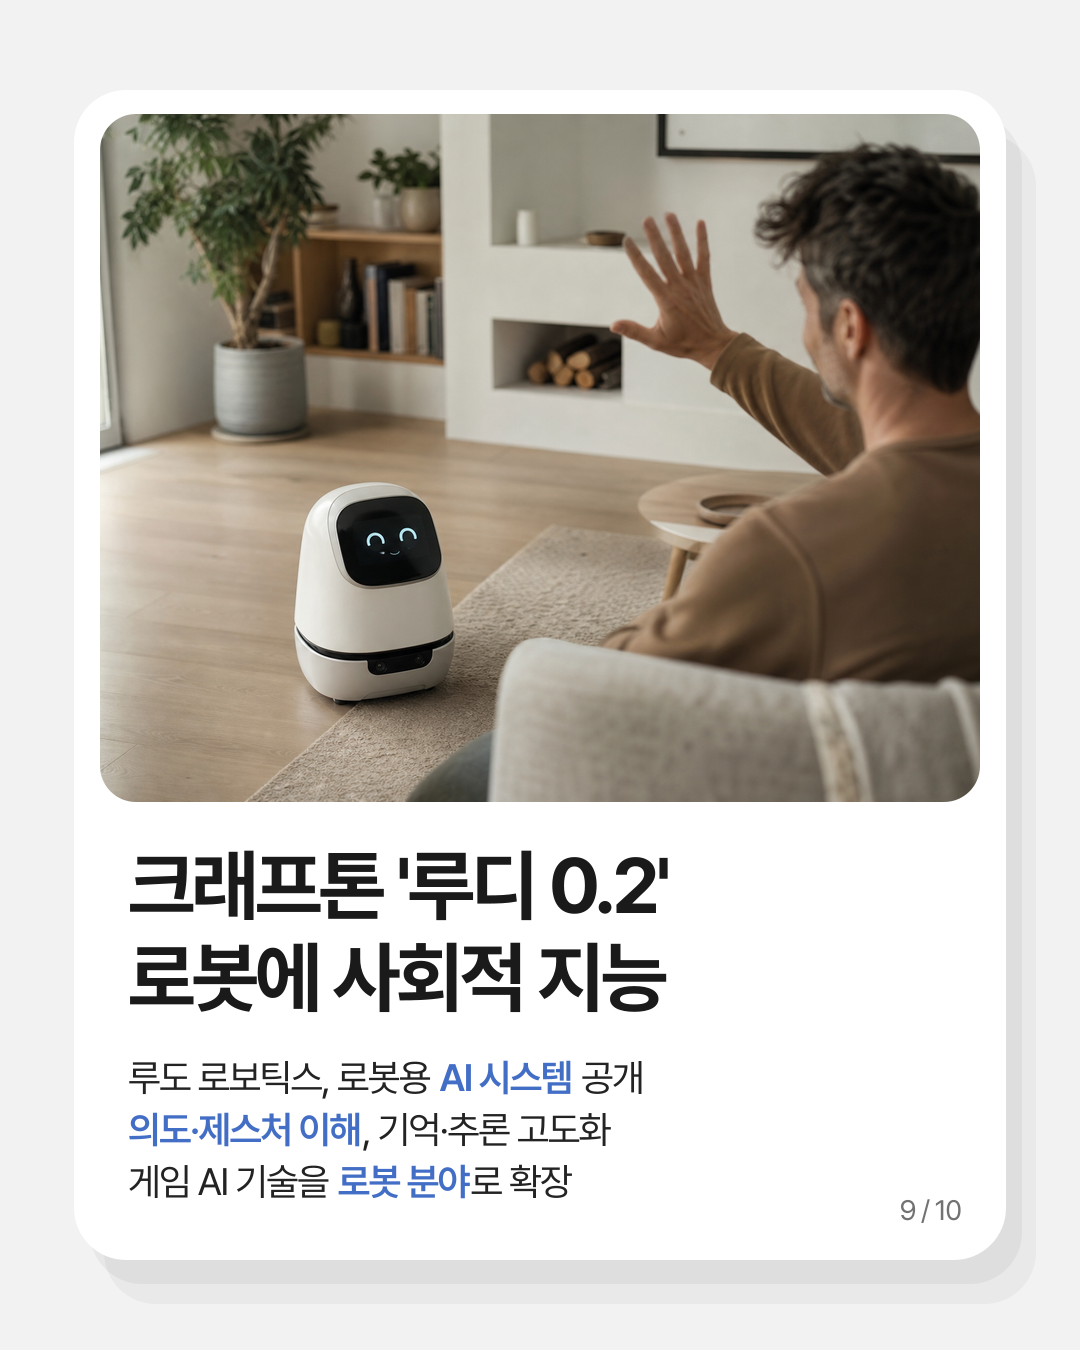 크래프톤 '루디 0.2'
로봇에 사회적 지능
루도 로보틱스, 로봇용 AI 시스템 공개
의도·제스처 이해, 기억·추론 고도화
게임 AI 기술을 로봇 분야로 확장
9 / 10